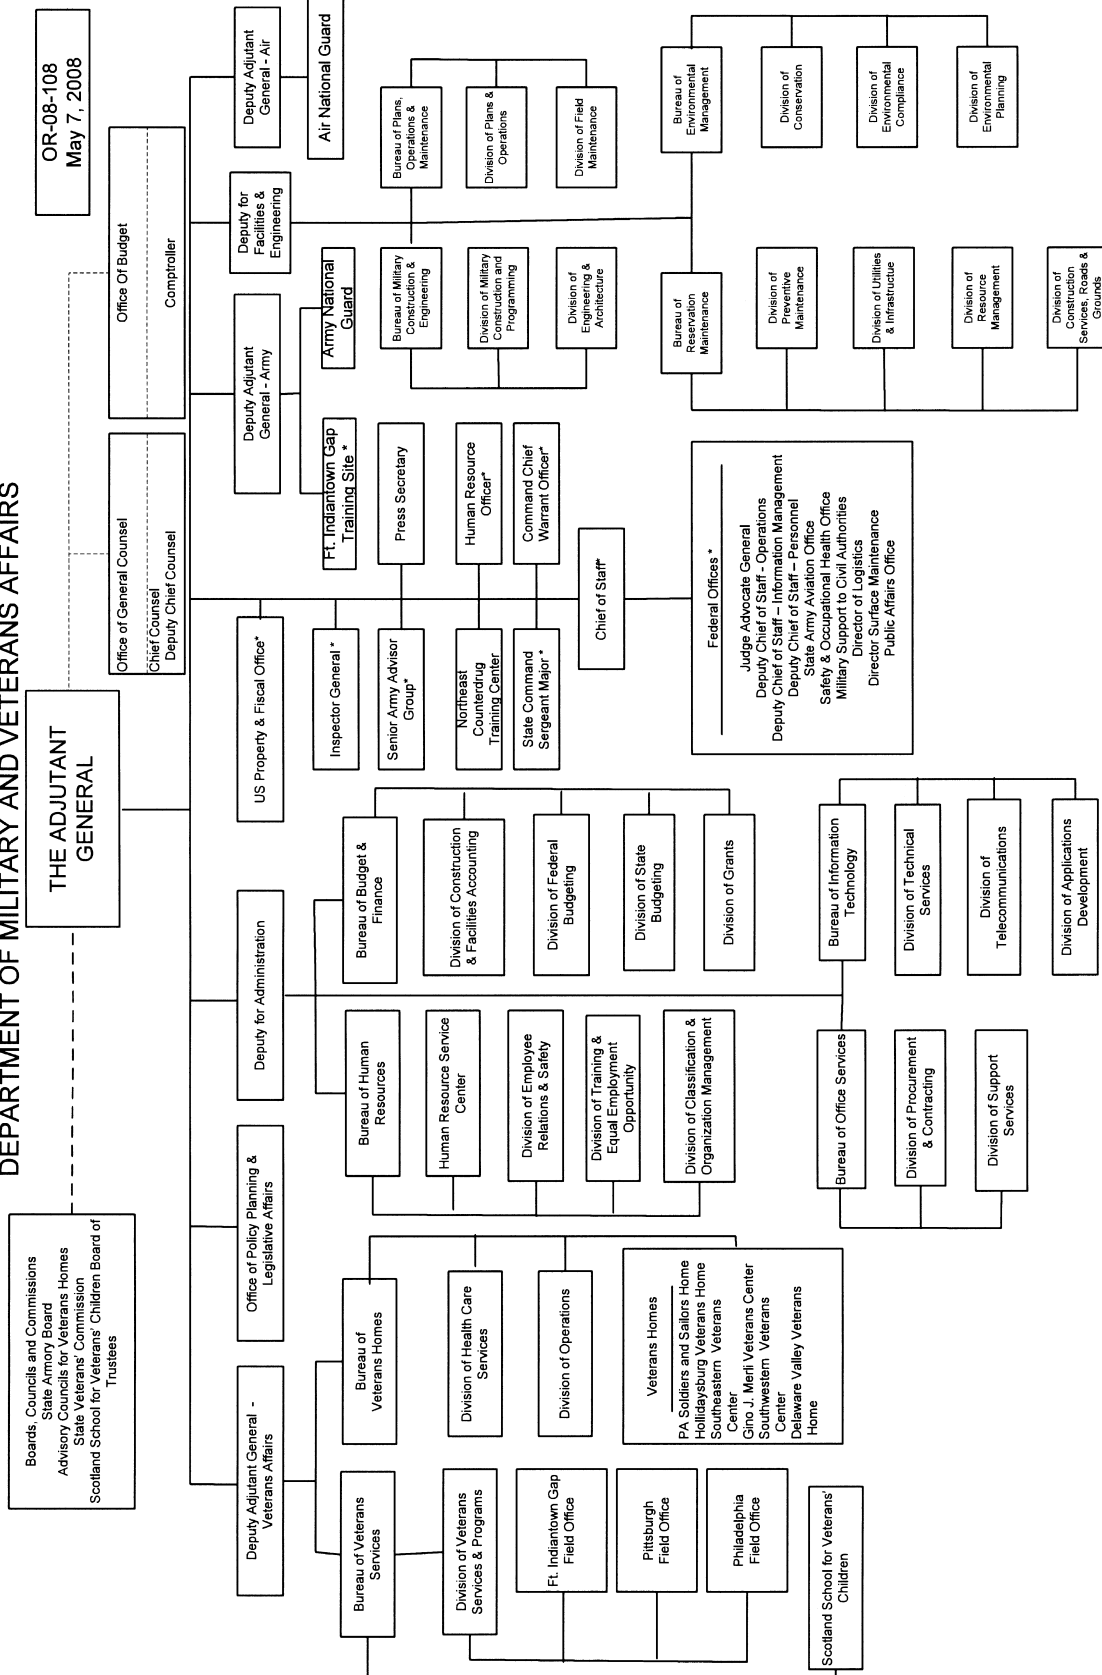 DEPARTMENT OF MILITARY AND VETERANS AFFAIRS
OR-08-108
May 7, 2008
Boards, Councils and Commissions
State Armory Board
Advisory Councils for Veterans Homes
State Veterans' Commission
Scotland School for Veterans' Children Board of
Trustees
THE ADJUTANT
GENERAL
Office of General Counsel
Chief Counsel
Deputy Chief Counsel
Office Of Budget
Comptroller
Deputy Adjutant General -
Veterans Affairs
Office of Policy Planning &
Legislative Affairs
Deputy for Administration
US Property & Fiscal Office*
Deputy Adjutant
General - Army
Deputy for
Facilities &
Engineering
Deputy Adjutant
General - Air
Bureau of Veterans
Services
Division of Veterans
Services & Programs
Ft. Indiantown Gap
Field Office
Pittsburgh
Field Office
Philadelphia
Field Office
Scotland School for Veterans'
Children
Bureau of
Veterans Homes
Division of Health Care
Services
Division of Operations
Veterans Homes
PA Soldiers and Sailors Home
Hollidaysburg Veterans Home
Southeastern Veterans
Center
Gino J. Merli Veterans Center
Southwestern Veterans
Center
Delaware Valley Veterans
Home
Bureau of Human
Resources
Human Resource Service
Center
Division of Employee
Relations & Safety
Division of Training &
Equal Employment
Opportunity
Division of Classification &
Organization Management
Bureau of Office Services
Division of Procurement
& Contracting
Division of Support
Services
Bureau of Budget &
Finance
Division of Construction
& Facilities Accounting
Division of Federal
Budgeting
Division of State
Budgeting
Division of Grants
Bureau of Information
Technology
Division of Technical
Services
Division of
Telecommunications
Division of Applications
Development
Inspector General *
Senior Army Advisor
Group*
Northeast
Counterdrug
Training Center
State Command
Sergeant Major *
Press Secretary
Human Resource
Officer*
Command Chief
Warrant Officer*
Chief of Staff*
Federal Offices *
Judge Advocate General
Deputy Chief of Staff - Operations
Deputy Chief of Staff – Information Management
Deputy Chief of Staff – Personnel
State Army Aviation Office
Safety & Occupational Health Office
Military Support to Civil Authorities
Director of Logistics
Director Surface Maintenance
Public Affairs Office
Ft. Indiantown Gap
Training Site *
Army National
Guard
Air National Guard
Bureau of Military
Construction &
Engineering
Division of Military
Construction and
Programming
Division of
Engineering &
Architecture
Bureau of Plans,
Operations &
Maintenance
Division of Plans &
Operations
Division of Field
Maintenance
Bureau of
Reservation
Maintenance
Division of
Preventive
Maintenance
Division of Utilities
& Infrastructue
Division of
Resource
Management
Division of
Construction
Services, Roads &
Grounds
Bureau of
Environmental
Management
Division of
Conservation
Division of
Environmental
Compliance
Division of
Environmental
Planning